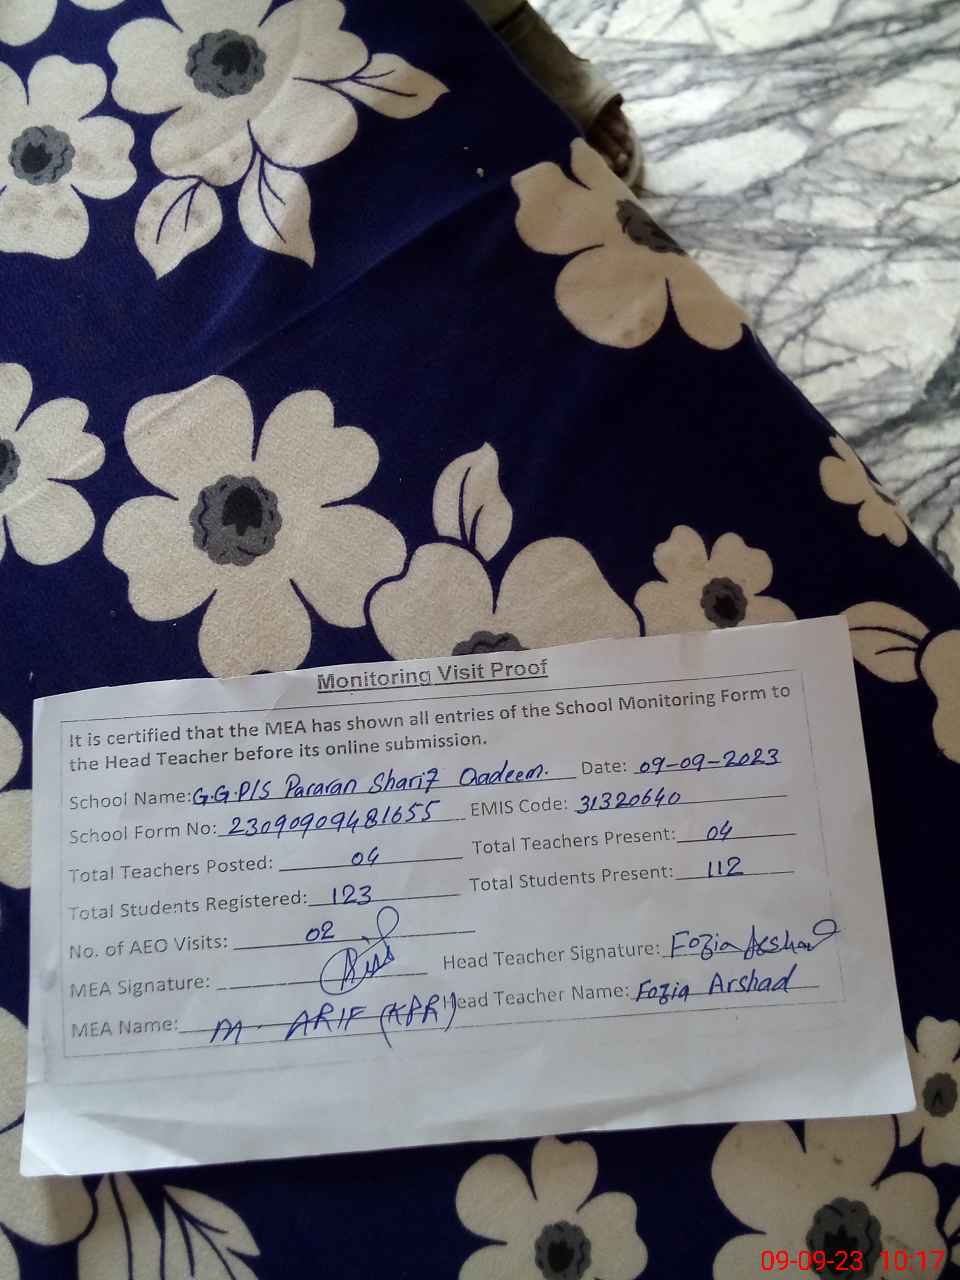 Monitoring Visit Proof
It is certified that the MEA has shown all entries of the School Monitoring Form to
the Head Teacher before its online submission.
School Name: G.G.P/S Pararan Sharif Qadeem. Date: 09-09-2023
School Form No: 23090909481655 EMIS Code: 31320640
Total Teachers Posted: 04 Total Teachers Present: 04
Total Students Registered: 123 Total Students Present: 112
No. of AEO Visits: 02
MEA Signature: Head Teacher Signature: Fozia Arshad
MEA Name: M. ARIF (KPR) Head Teacher Name: Fozia Arshad
09-09-23 10:17